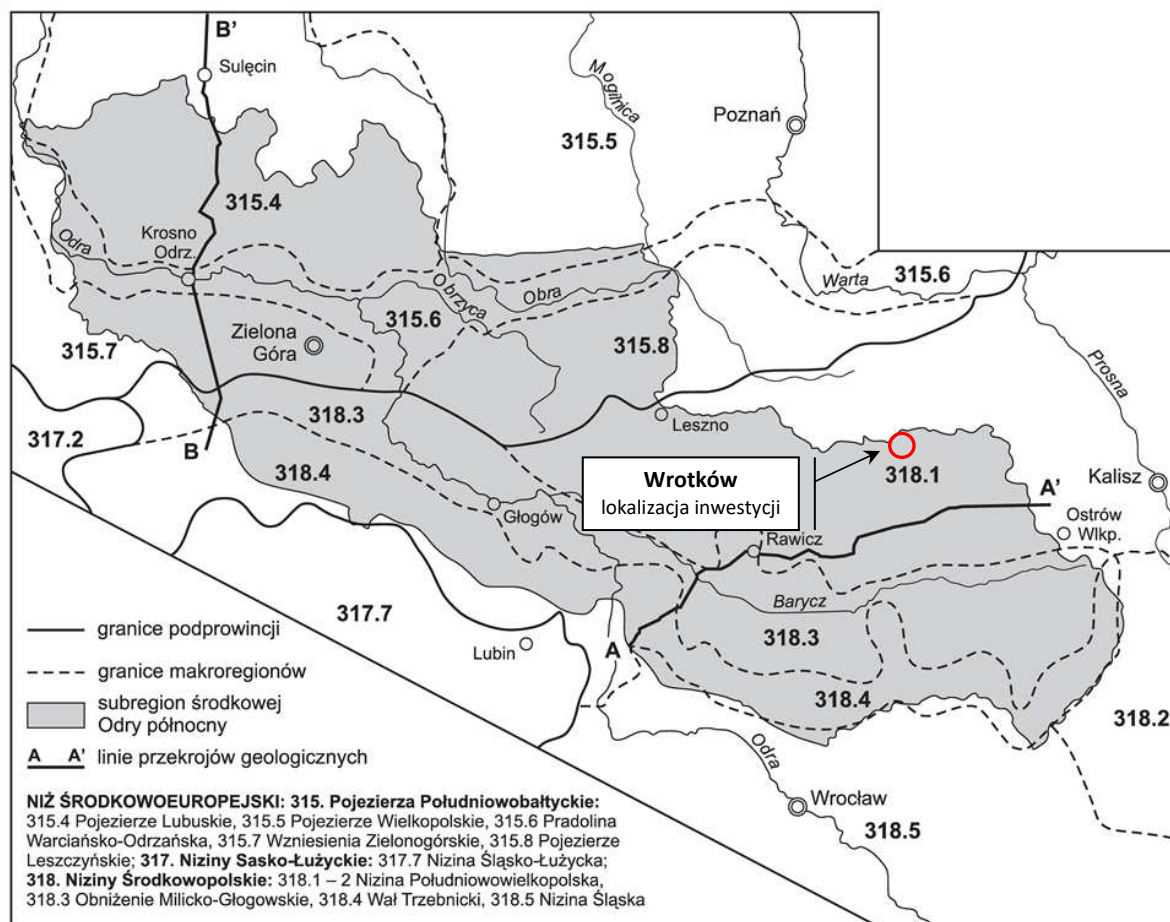 B'
Sulęcin
Mogilnica
Poznań
315.5
315.4
Krosno
Odrz.
Odra
Obrzyca
Obra
Warta
315.6
315.6
Zielona
Góra
315.7
315.8
Prosna
318.3
Leszno
317.2
B
318.4
Wrotków
lokalizacja inwestycji
318.1
A'
Kalisz
Głogów
Rawicz
Ostrów
Wlkp.
Barycz
317.7
318.3
Lubin
A
318.4
318.2
Odra
Wrocław
318.5
granice podprowincji
granice makroregionów
subregion środkowej
Odry północny
A A' linie przekrojów geologicznych
NIŻ ŚRODKOWOEUROPEJSKI: 315. Pojezierza Południowobałtyckie:
315.4 Pojezierze Lubuskie, 315.5 Pojezierze Wielkopolskie, 315.6 Pradolina
Warciańsko-Odrzańska, 315.7 Wzniesienia Zielonogórskie, 315.8 Pojezierze
Leszczyńskie; 317. Niziny Sasko-Łużyckie: 317.7 Nizina Śląsko-Łużycka;
318. Niziny Środkowopolskie: 318.1 – 2 Nizina Południowowielkopolska,
318.3 Obniżenie Milicko-Głogowskie, 318.4 Wał Trzebnicki, 318.5 Nizina Śląska